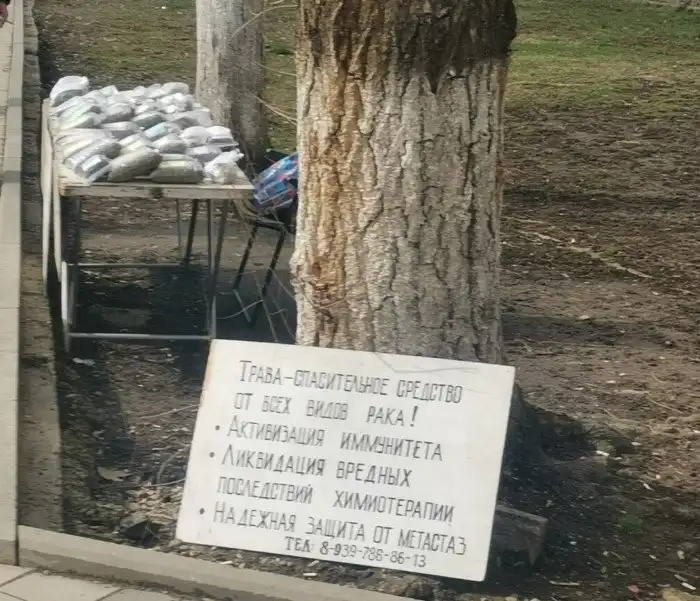 ТРАВА-СПАСИТЕЛЬНОЕ СРЕДСТВО
ОТ ВСЕХ ВИДОВ РАКА!
• АКТИВИЗАЦИЯ ИММУНИТЕТА
• ЛИКВИДАЦИЯ ВРЕДНЫХ
ПОСЛЕДСТВИЙ ХИМИОТЕРАПИИ
• НАДЕЖНАЯ ЗАЩИТА ОТ МЕТАСТАЗ
ТЕЛ: 8-939-786-86-13